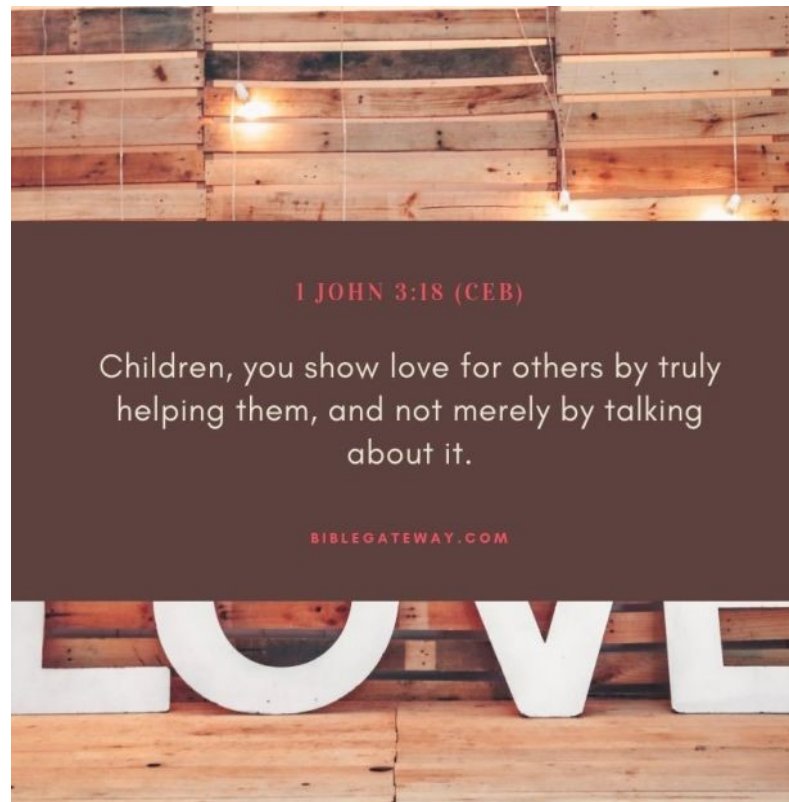 1 JOHN 3:18 (CEB)
Children, you show love for others by truly
helping them, and not merely by talking
about it.
BIBLEGATEWAY.COM
LOVE